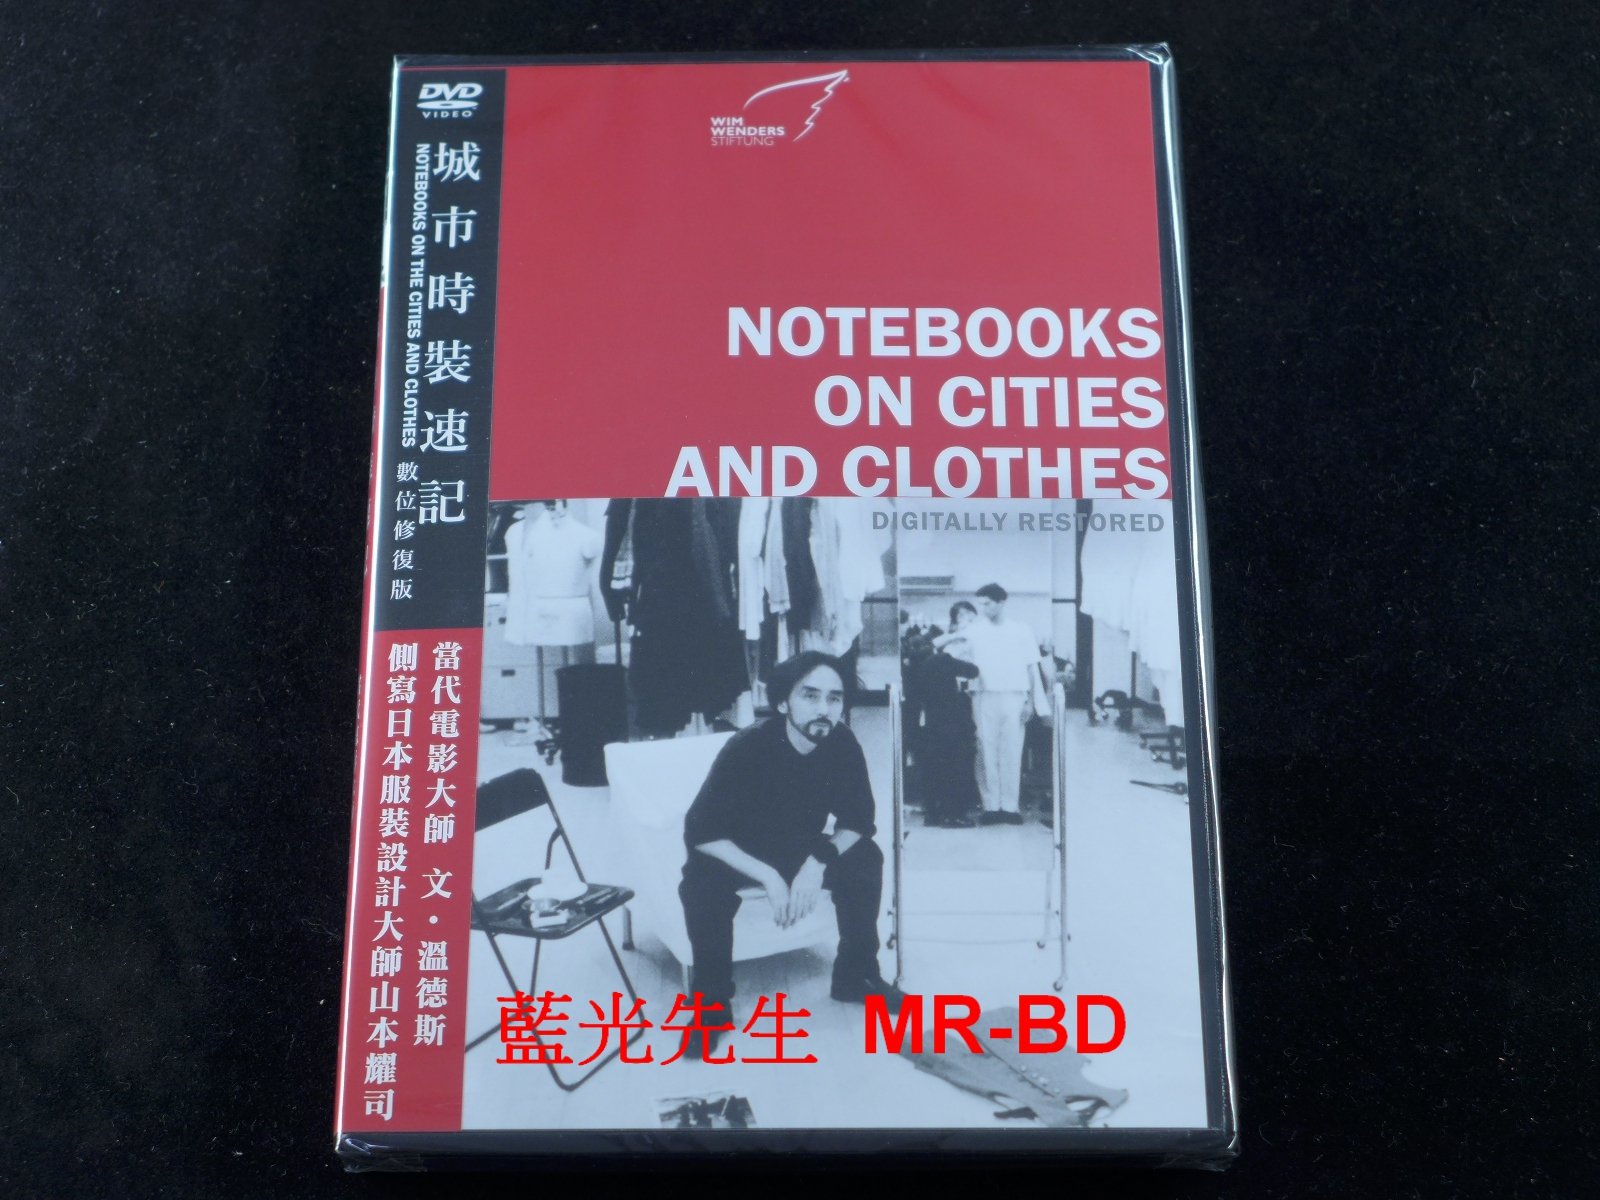 DVD
VIDEO
城市時裝速記
NOTEBOOKS ON THE CITIES AND CLOTHES
數位修復版
當代電影大師 文·溫德斯
側寫日本服裝設計大師山本耀司
WIM
WENDERS
STIFTUNG
NOTEBOOKS
ON CITIES
AND CLOTHES
DIGITALLY RESTORED
藍光先生 MR-BD